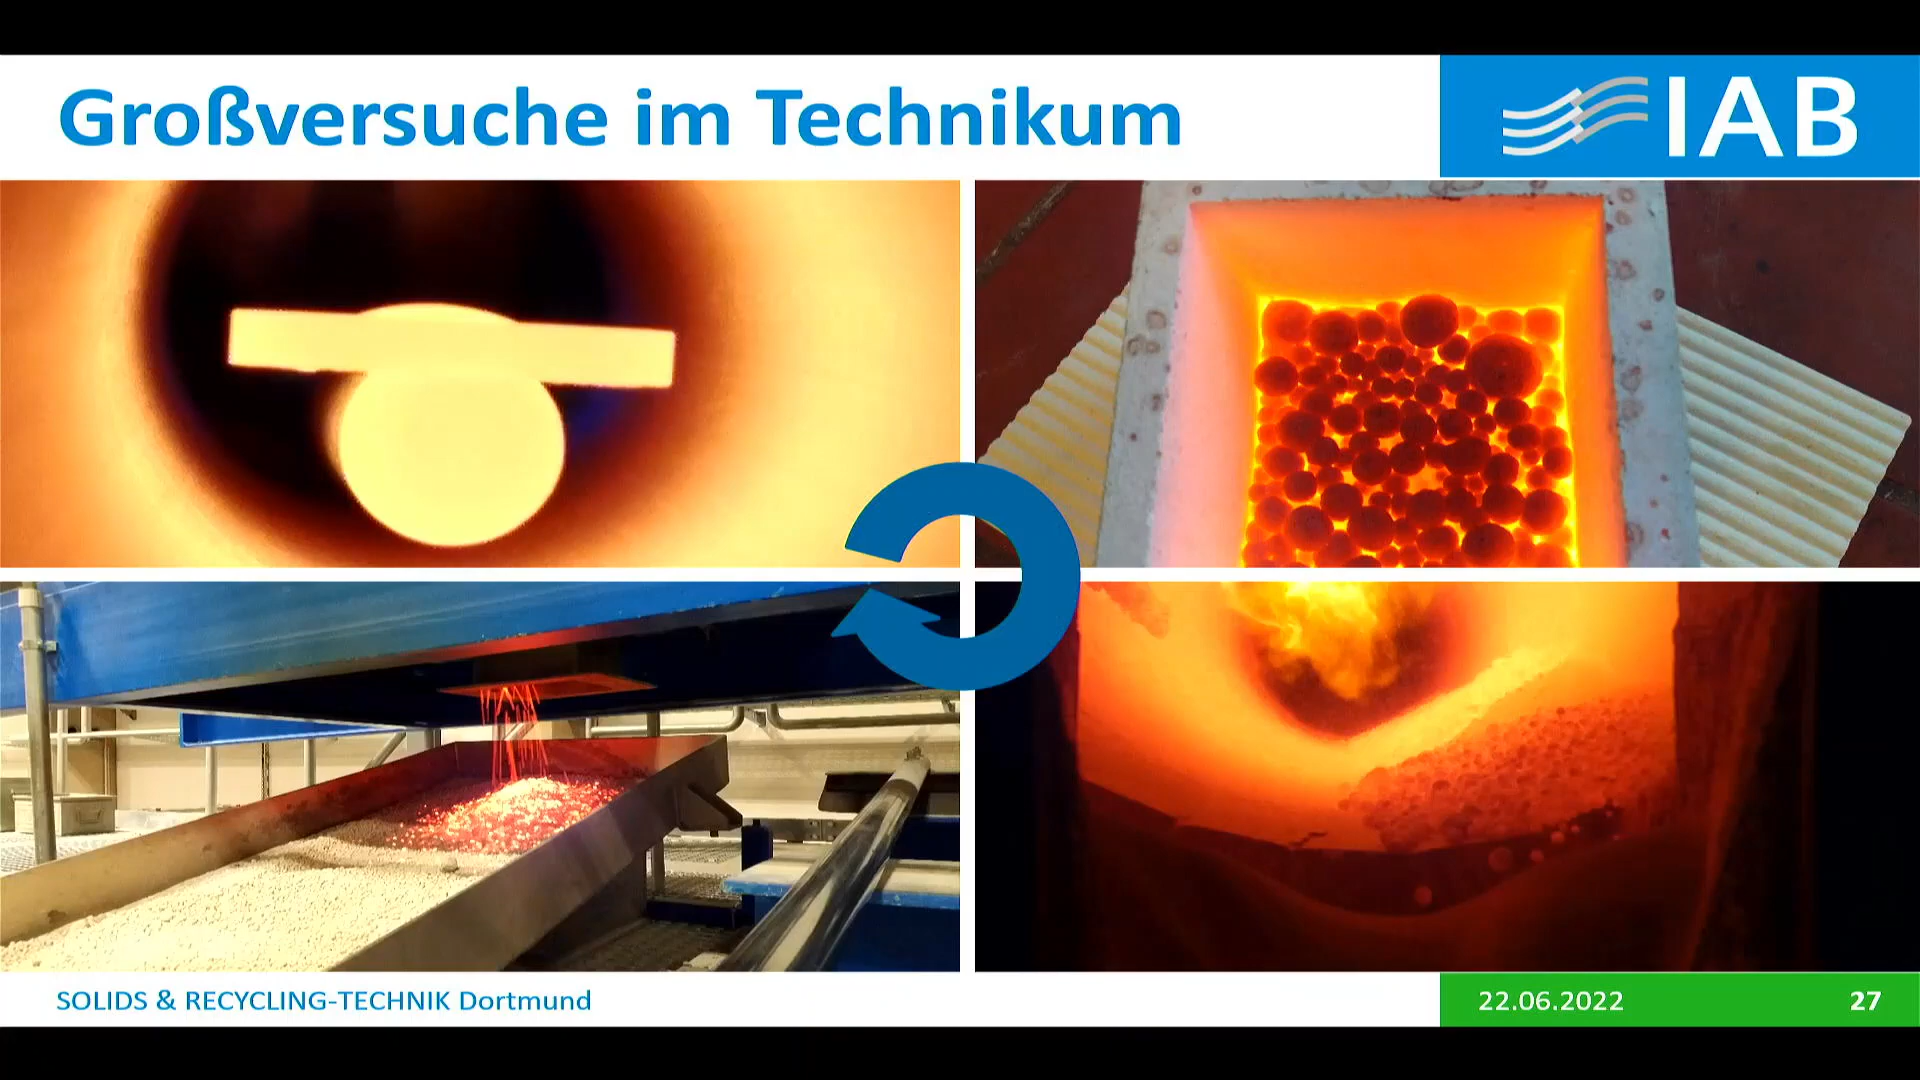 Großversuche im Technikum
IAB
SOLIDS & RECYCLING-TECHNIK Dortmund
22.06.2022
27